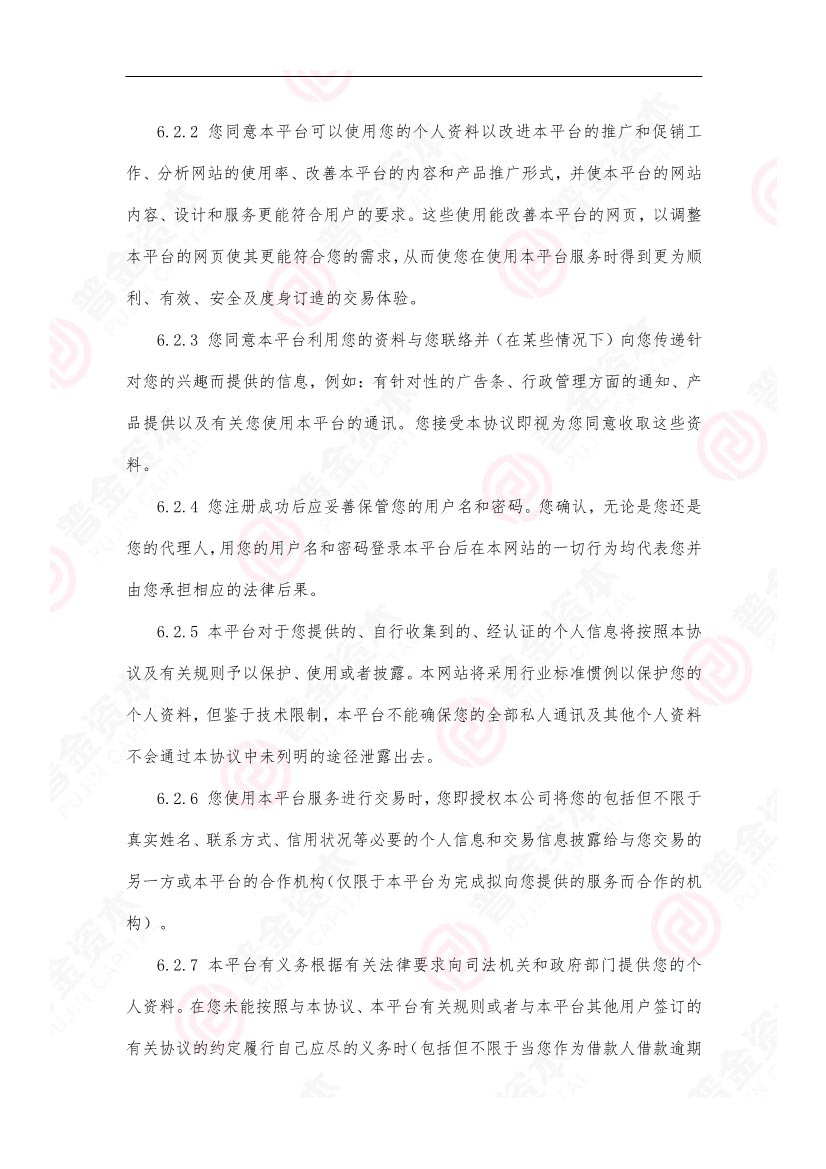 6.2.2 您同意本平台可以使用您的个人资料以改进本平台的推广和促销工
作、分析网站的使用率、改善本平台的内容和产品推广形式，并使本平台的网站
内容、设计和服务更能符合用户的要求。这些使用能改善本平台的网页，以调整
本平台的网页使其更能符合您的需求，从而使您在使用本平台服务时得到更为顺
利、有效、安全及度身订造的交易体验。
6.2.3 您同意本平台利用您的资料与您联络并（在某些情况下）向您传递针
对您的兴趣而提供的信息，例如：有针对性的广告条、行政管理方面的通知、产
品提供以及有关您使用本平台的通讯。您接受本协议即视为您同意收取这些资
料。
6.2.4 您注册成功后应妥善保管您的用户名和密码。您确认，无论是您还是
您的代理人，用您的用户名和密码登录本平台后在本网站的一切行为均代表您并
由您承担相应的法律后果。
6.2.5 本平台对于您提供的、自行收集到的、经认证的个人信息将按照本协
议及有关规则予以保护、使用或者披露。本网站将采用行业标准惯例以保护您的
个人资料，但鉴于技术限制，本平台不能确保您的全部私人通讯及其他个人资料
不会通过本协议中未列明的途径泄露出去。
6.2.6 您使用本平台服务进行交易时，您即授权本公司将您的包括但不限于
真实姓名、联系方式、信用状况等必要的个人信息和交易信息披露给与您交易的
另一方或本平台的合作机构（仅限于本平台为完成拟向您提供的服务而合作的机
构）。
6.2.7 本平台有义务根据有关法律要求向司法机关和政府部门提供您的个
人资料。在您未能按照与本协议、本平台有关规则或者与本平台其他用户签订的
有关协议的约定履行自己应尽的义务时（包括但不限于当您作为借款人借款逾期
普金资本
PUJIN CAPITAL